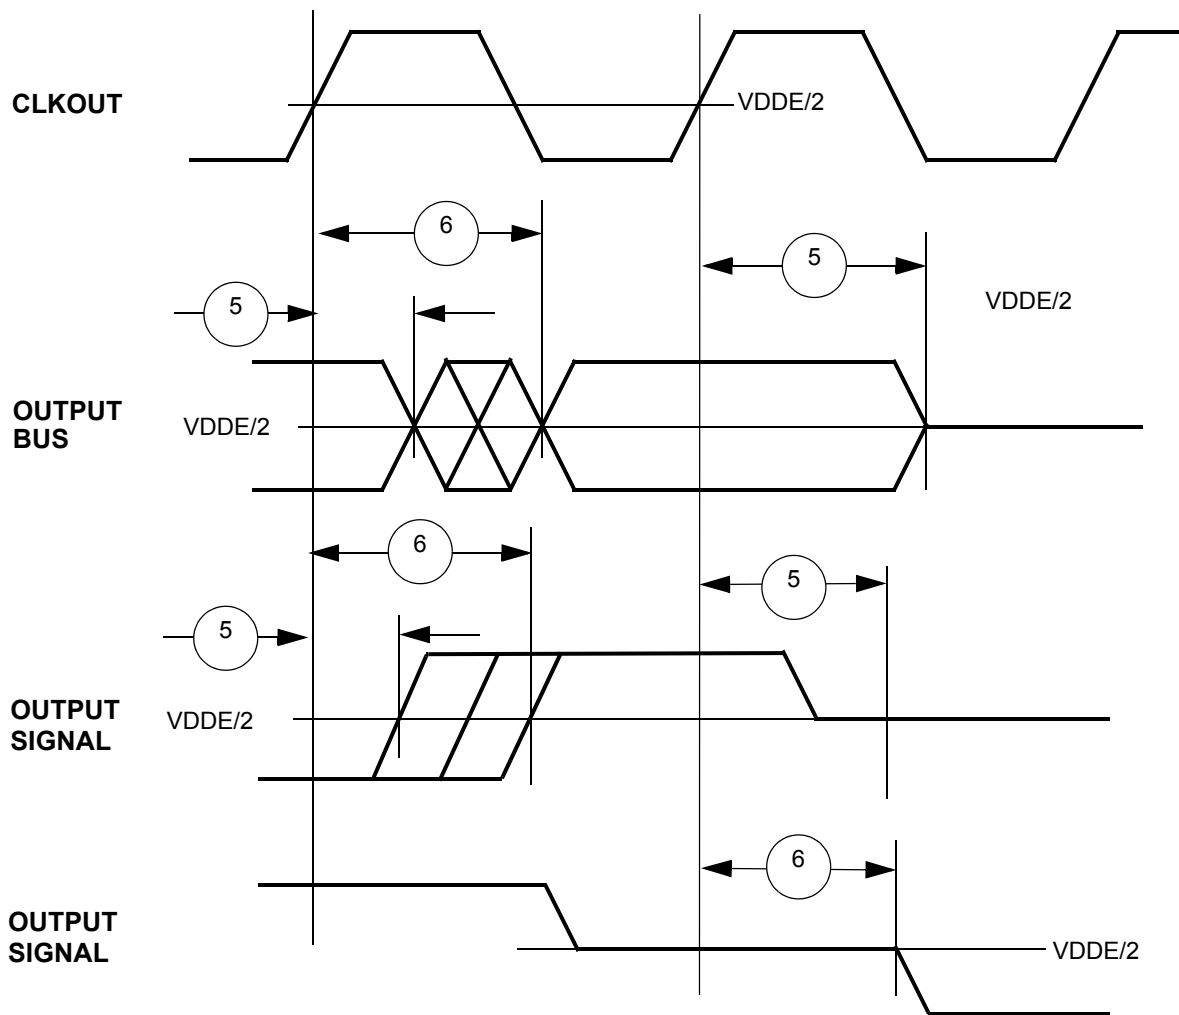 CLKOUT
VDDE/2
6
5
5
VDDE/2
OUTPUT
BUS
VDDE/2
6
5
5
OUTPUT
SIGNAL
VDDE/2
6
OUTPUT
SIGNAL
VDDE/2